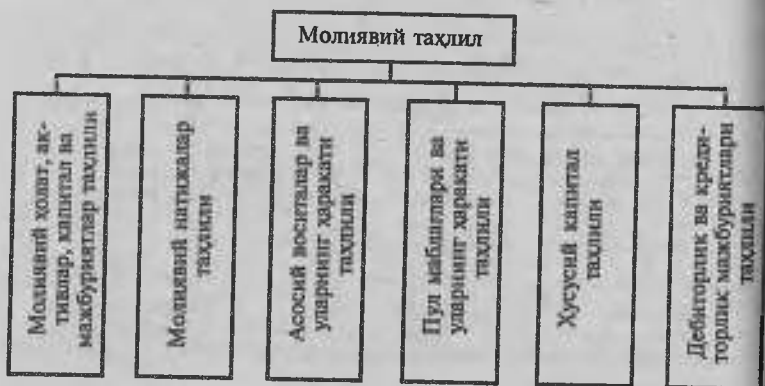 Молиявий таҳлил
Молиявий ҳолат, ак-
тивлар, капитал ва
мажбуриятлар таҳлили
Молиявий натижалар
таҳлили
Асосий воситалар ва
уларнинг ҳаракати
таҳлили
Пул маблағлари ва
уларнинг ҳаракати
таҳлили
Хусусий капитал
таҳлили
Дебиторлик ва креди-
торлик мажбуриятлари
таҳлили